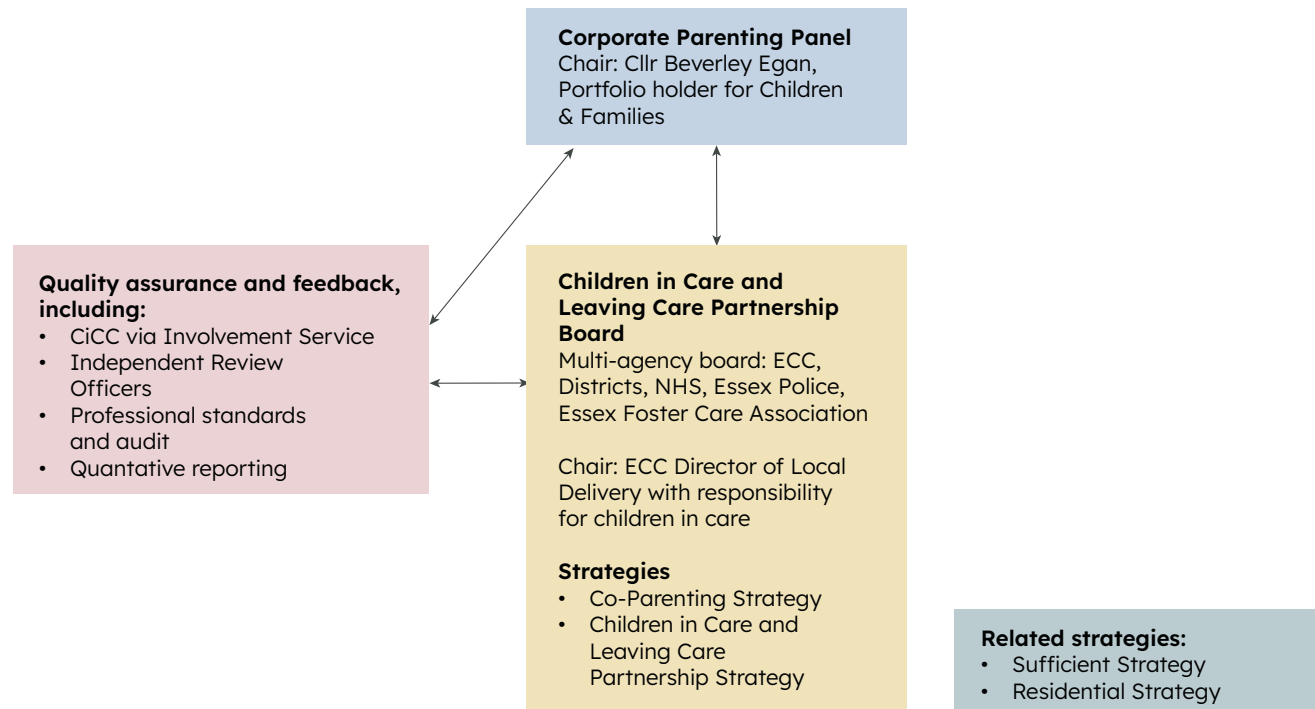 Corporate Parenting Panel
Chair: Cllr Beverley Egan,
Portfolio holder for Children
& Families
Quality assurance and feedback,
including:
• CiCC via Involvement Service
• Independent Review
Officers
• Professional standards
and audit
• Quantative reporting
Children in Care and
Leaving Care Partnership
Board
Multi-agency board: ECC,
Districts, NHS, Essex Police,
Essex Foster Care Association
Chair: ECC Director of Local
Delivery with responsibility
for children in care
Strategies
• Co-Parenting Strategy
• Children in Care and
Leaving Care
Partnership Strategy
Related strategies:
• Sufficient Strategy
• Residential Strategy